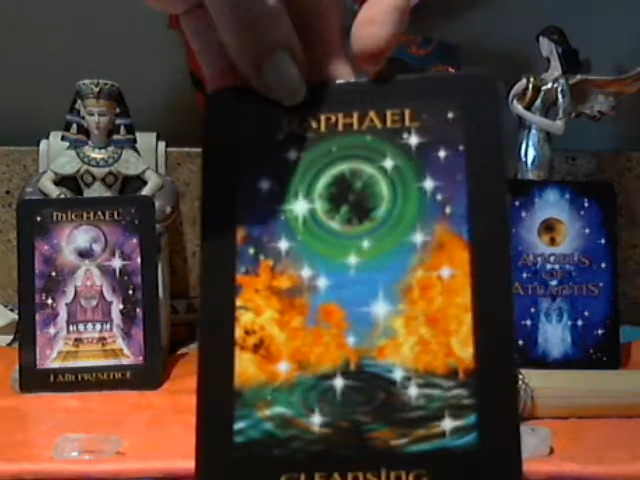 RAPHAEL
CLEANSING
MICHAEL
I AM PRESENCE
ANGELS
OF
ATLANTIS